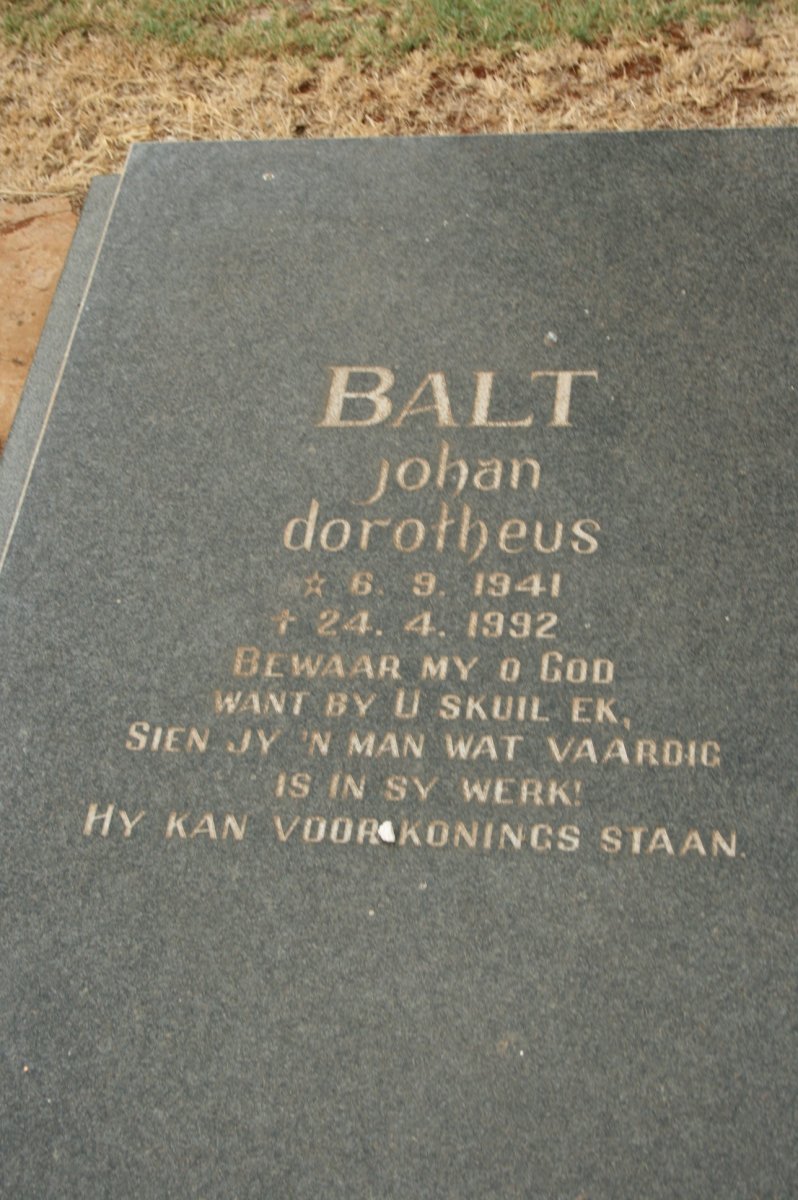 BALT
johan
dorotheus
☆ 6. 9. 1941
✝ 24. 4. 1992
BEWAAR MY O GOD
WANT BY U SKUIL EK,
SIEN JY 'N MAN WAT VAARDIG
IS IN SY WERK!
HY KAN VOOR KONINGS STAAN.